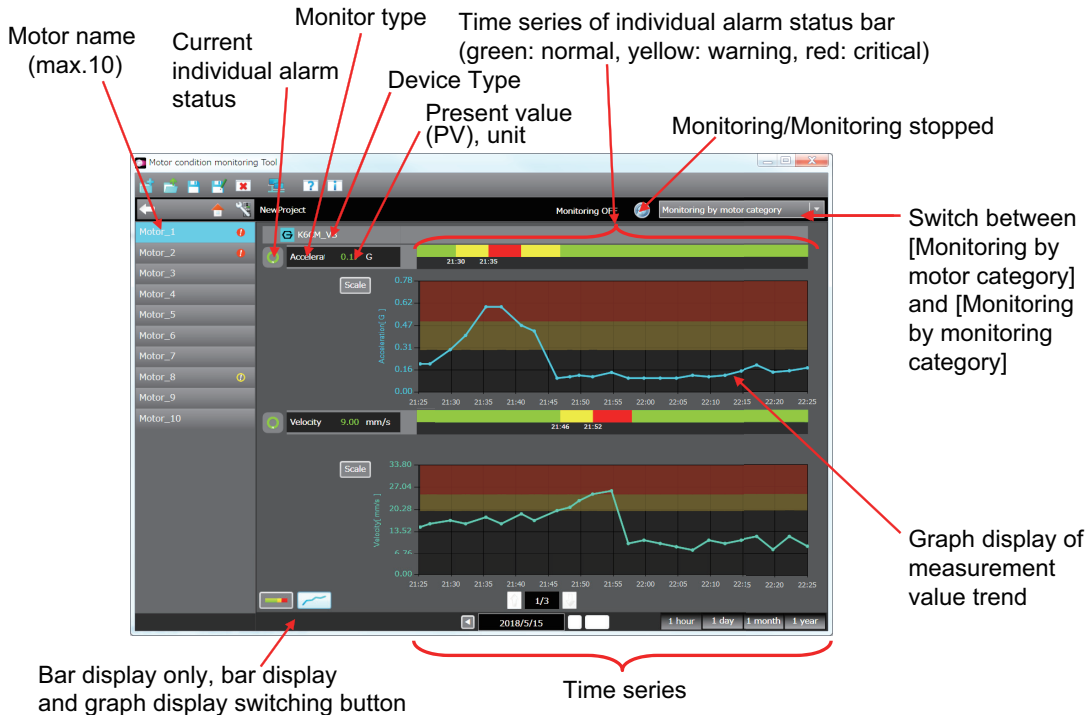 Motor name
(max.10)
Current
individual alarm
status
Monitor type
Device Type
Present value
(PV), unit
Time series of individual alarm status bar
(green: normal, yellow: warning, red: critical)
Monitoring/Monitoring stopped
Motor condition monitoring Tool
NewProject
Monitoring OFF
Monitoring by motor category
Switch between
[Monitoring by
motor category]
and [Monitoring
by monitoring
category]
Motor_1
Motor_2
Motor_3
Motor_4
Motor_5
Motor_6
Motor_7
Motor_8
Motor_9
Motor_10
K6CM_VB
Accelerat
G
21:30 21:35
Scale
0.78
0.62
0.47
0.31
0.16
0.00
Acceleration[ G ]
21:25 21:30 21:35 21:40 21:45 21:50 21:55 22:00 22:05 22:10 22:15 22:20 22:25
Velocity 9.00 mm/s
21:46 21:52
Scale
33.80
27.04
20.28
13.52
6.76
0.00
Velocity[ mm/s ]
21:25 21:30 21:35 21:40 21:45 21:50 21:55 22:00 22:05 22:10 22:15 22:20 22:25
Graph display of
measurement
value trend
1/3
2018/5/15
1 hour 1 day 1 month 1 year
Bar display only, bar display
and graph display switching button
Time series